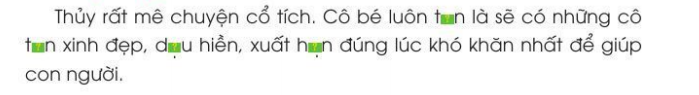 Thủy rất mê chuyện cổ tích. Cô bé luôn t?n là sẽ có những cô
t?n xinh đẹp, d?̣u hiền, xuất h?̣n đúng lúc khó khăn nhất để giúp
con người.